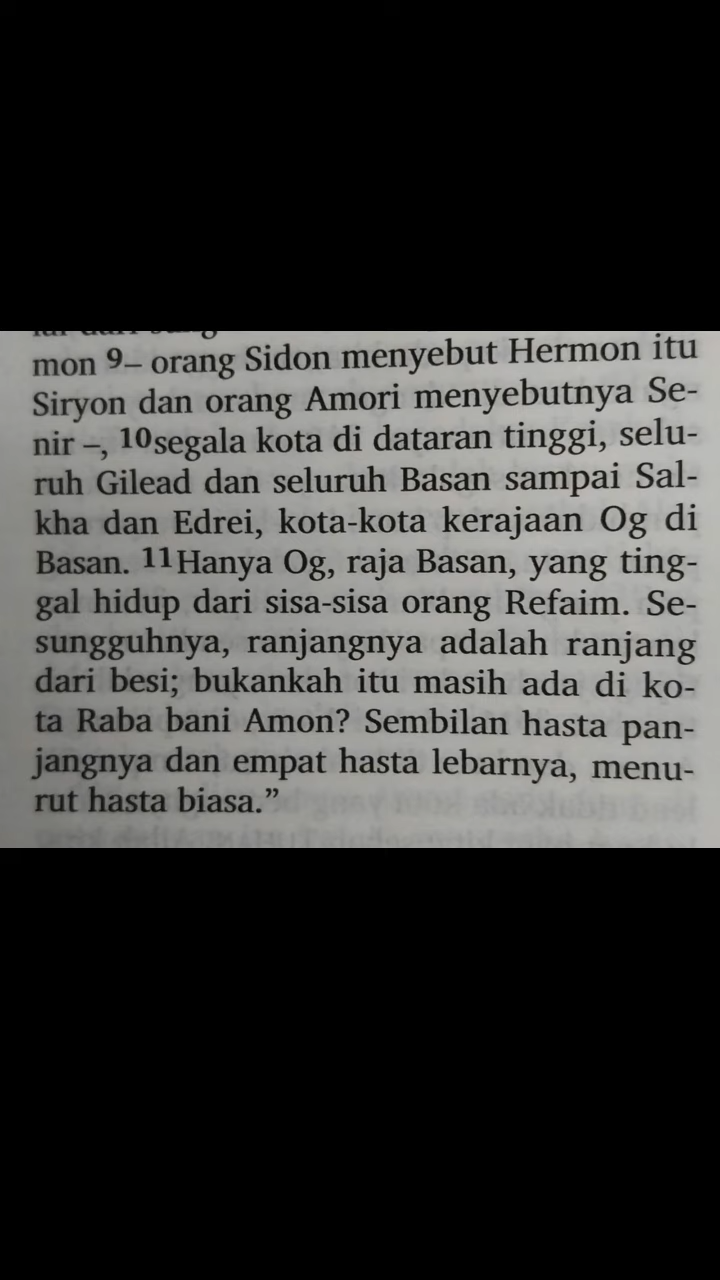 mon 9– orang Sidon menyebut Hermon itu
Siryon dan orang Amori menyebutnya Se-
nir –, 10segala kota di dataran tinggi, selu-
ruh Gilead dan seluruh Basan sampai Sal-
kha dan Edrei, kota-kota kerajaan Og di
Basan. 11Hanya Og, raja Basan, yang ting-
gal hidup dari sisa-sisa orang Refaim. Se-
sungguhnya, ranjangnya adalah ranjang
dari besi; bukankah itu masih ada di ko-
ta Raba bani Amon? Sembilan hasta pan-
jangnya dan empat hasta lebarnya, menu-
rut hasta biasa.”